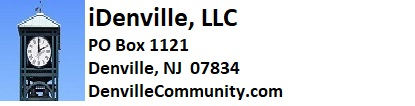 iDenville, LLC
PO Box 1121
Denville, NJ  07834
DenvilleCommunity.com